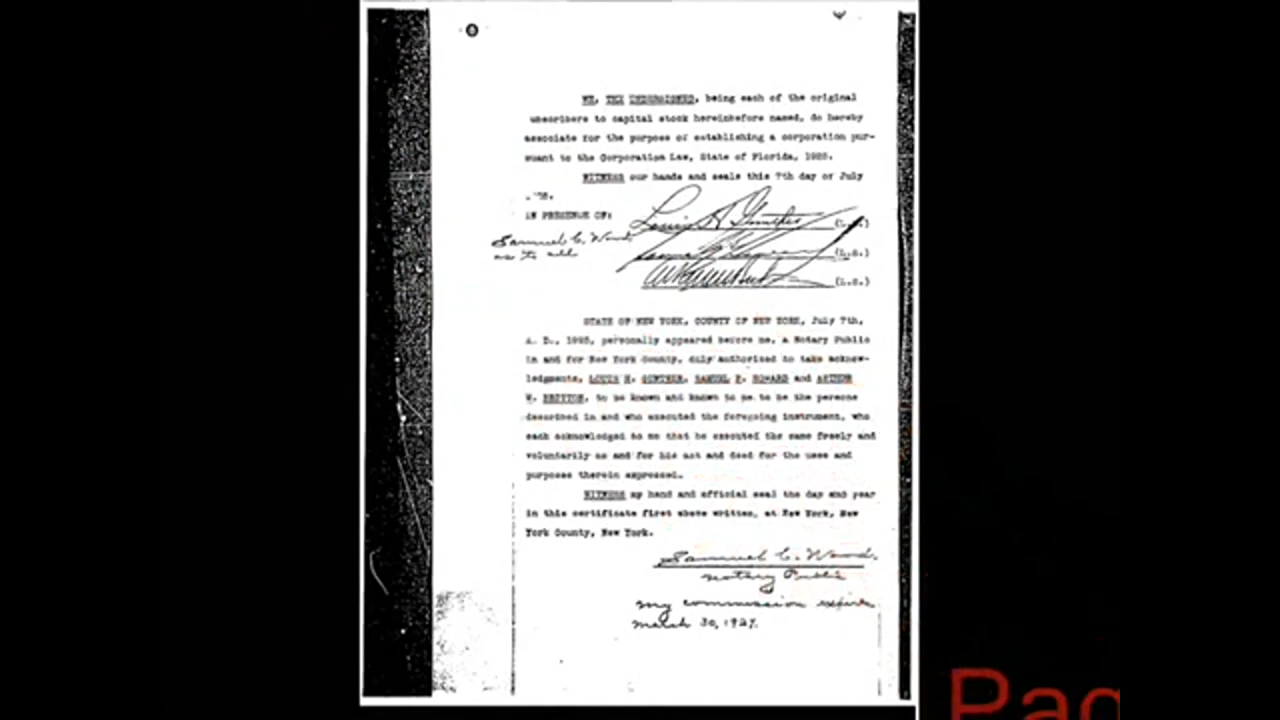 WE, THE UNDERSIGNED, being each of the original
ubscribers to capital stock hereinbefore named, do hereby
associate for the purpose of establishing a corporation pur-
suant to the Corporation Law, State of Florida, 1925.
WITNESS our hands and seals this 7th day of July
IN PRESENCE OF:
Louis H Gunther (L.S.)
Samuel C. Wood
as to all
(L.S.)
(L.S.)
STATE OF NEW YORK, COUNTY OF NEW YORK, July 7th,
A. D., 1925, personally appeared before me, a Notary Public
in and for New York County, duly authorized to take acknow-
ledgments, LOUIS H. GUNTHER, SAMUEL P. HOWARD and ARTHUR
W. BRITTON, to be known and known to me to be the persons
described in and who executed the foregoing instrument, who
each acknowledged to me that he executed the same freely and
voluntarily as and for his act and deed for the uses and
purposes therein expressed.
WITNESS my hand and official seal the day and year
in this certificate first above written, at New York, New
York County, New York.
Samuel C. Wood.
Notary Public
My commission expires
March 30, 1927.
Pag